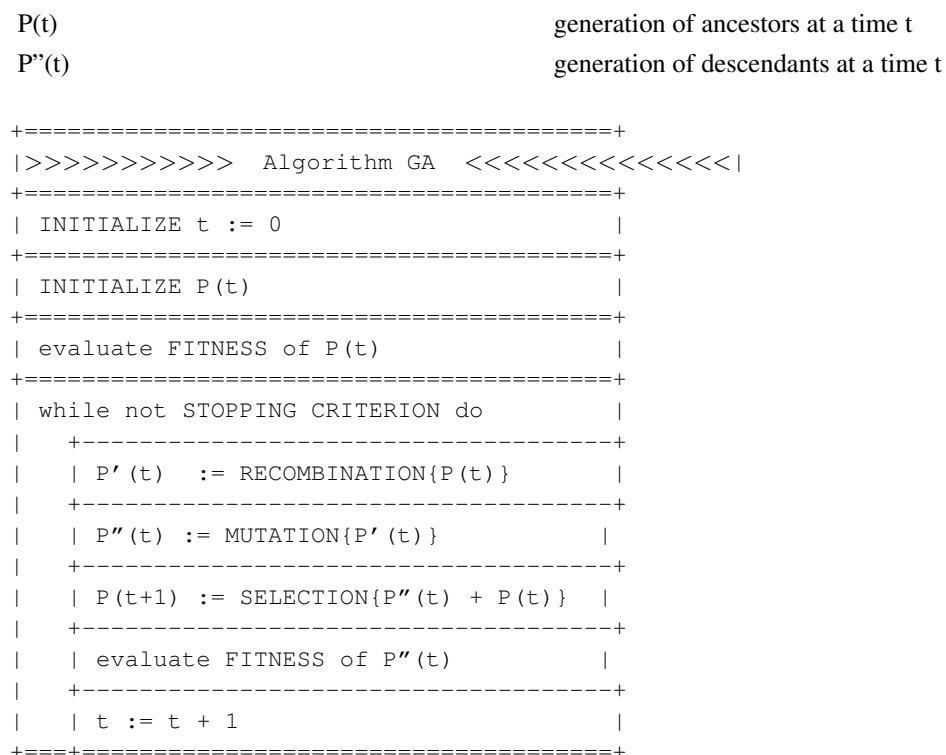 P(t) generation of ancestors at a time t
P”(t) generation of descendants at a time t
+=========================================+
|>>>>>>>>>>> Algorithm GA <<<<<<<<<<<<<<|
+=========================================+
| INITIALIZE t := 0 |
+=========================================+
| INITIALIZE P(t) |
+=========================================+
| evaluate FITNESS of P(t) |
+=========================================+
| while not STOPPING CRITERION do |
| +-------------------------------------+
| | P’(t) := RECOMBINATION{P(t)} |
| +-------------------------------------+
| | P”(t) := MUTATION{P’(t)} |
| +-------------------------------------+
| | P(t+1) := SELECTION{P”(t) + P(t)} |
| +-------------------------------------+
| | evaluate FITNESS of P”(t) |
| +-------------------------------------+
| | t := t + 1 |
+===+=====================================+